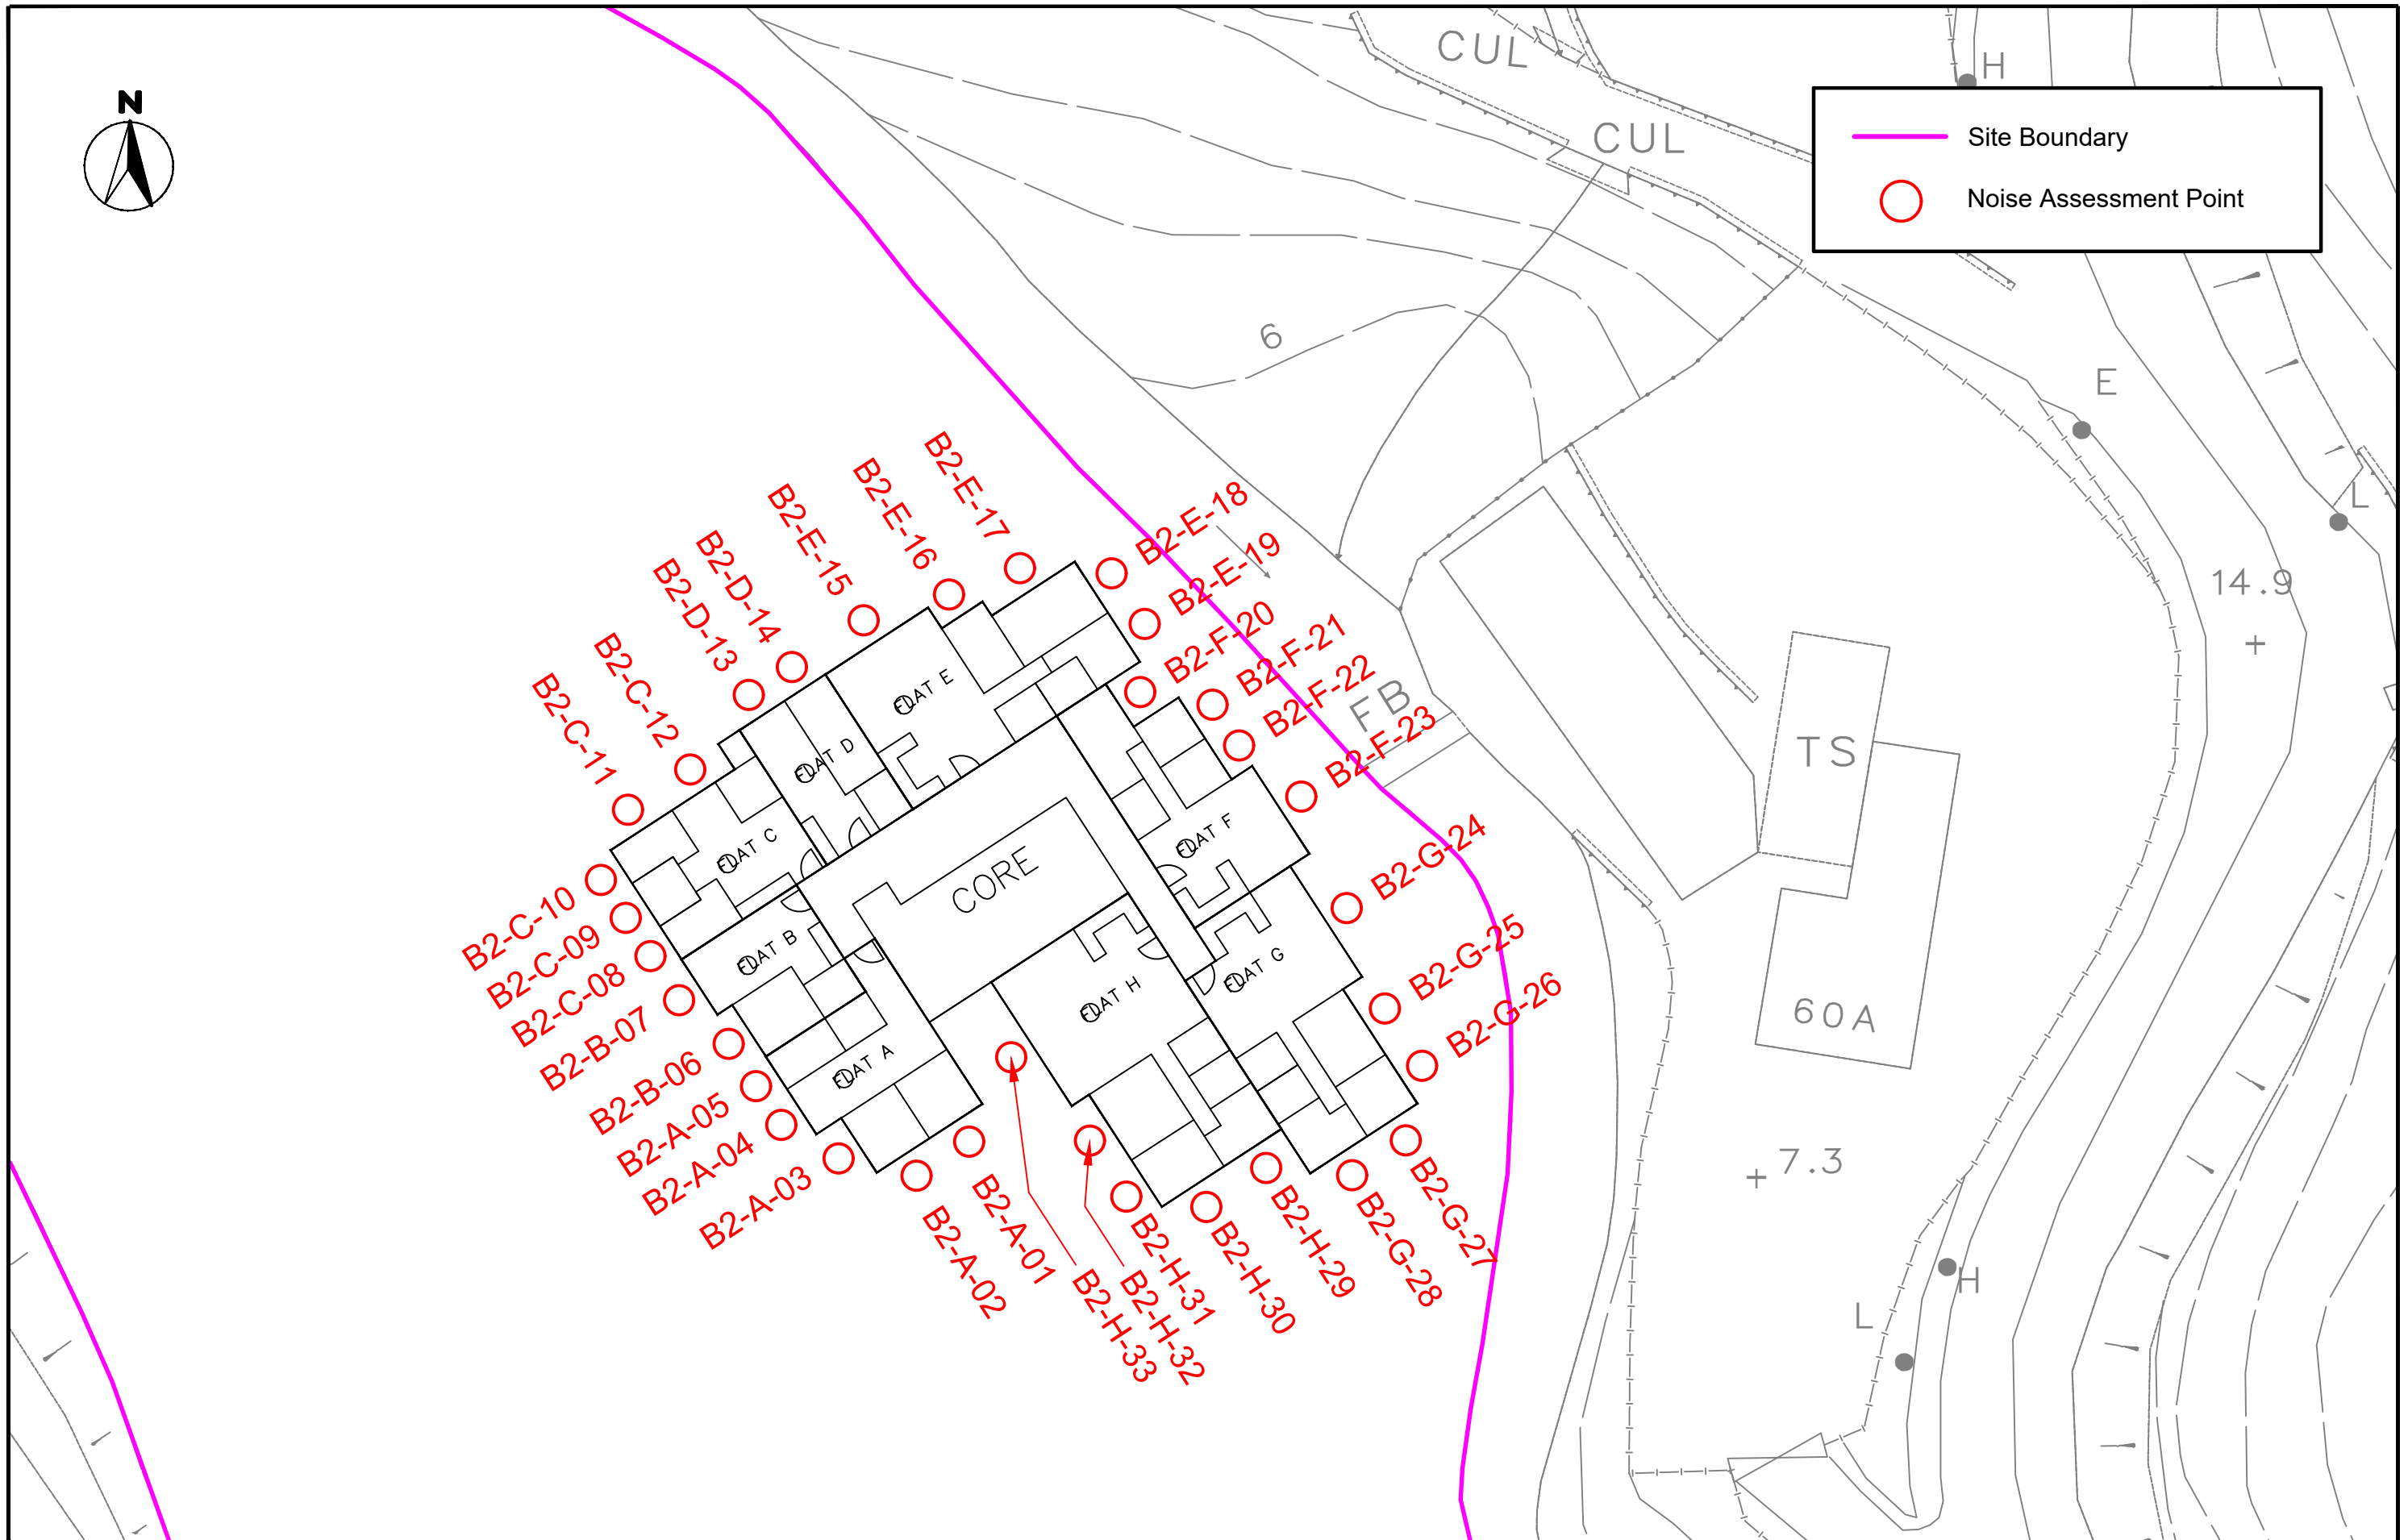 N
CUL
CUL
H
Site Boundary
Noise Assessment Point
6
E
L
14.9
FB
TS
60A
7.3
H
L
B2-E-17
B2-E-16
B2-E-15
B2-D-14
B2-D-13
B2-C-12
B2-C-11
B2-E-18
B2-E-19
B2-F-20
B2-F-21
B2-F-22
B2-F-23
B2-G-24
B2-G-25
B2-G-26
B2-C-10
B2-C-09
B2-C-08
B2-B-07
B2-B-06
B2-A-05
B2-A-04
B2-A-03
B2-A-02
B2-A-01
B2-H-33
B2-H-32
B2-H-31
B2-H-30
B2-H-29
B2-G-28
B2-G-27
FLAT E
FLAT D
FLAT C
FLAT B
FLAT A
FLAT F
FLAT G
FLAT H
CORE